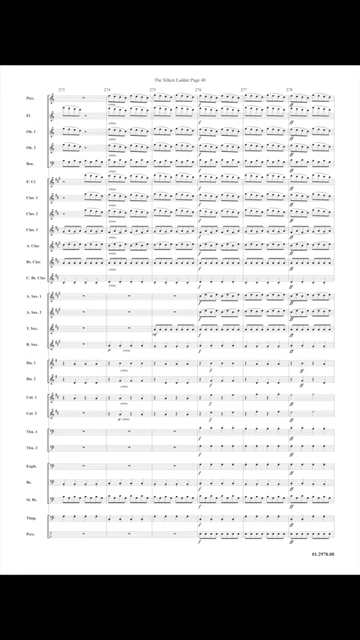 The Silken Ladder Page 40
273 274 275 276 277 278
Picc.
Fl.
Ob. 1
Ob. 2
Bsn.
E♭ Cl.
Clar. 1
Clar. 2
Clar. 3
A. Clar.
Bs. Clar.
C. Bs. Clar.
A. Sax. 1
A. Sax. 2
T. Sax.
B. Sax.
Hn. 1
Hn. 2
Cnt. 1
Cnt. 2
Tbn. 1
Tbn. 2
Euph.
Bs.
St. Bs.
Timp.
Perc.
01.2978.08